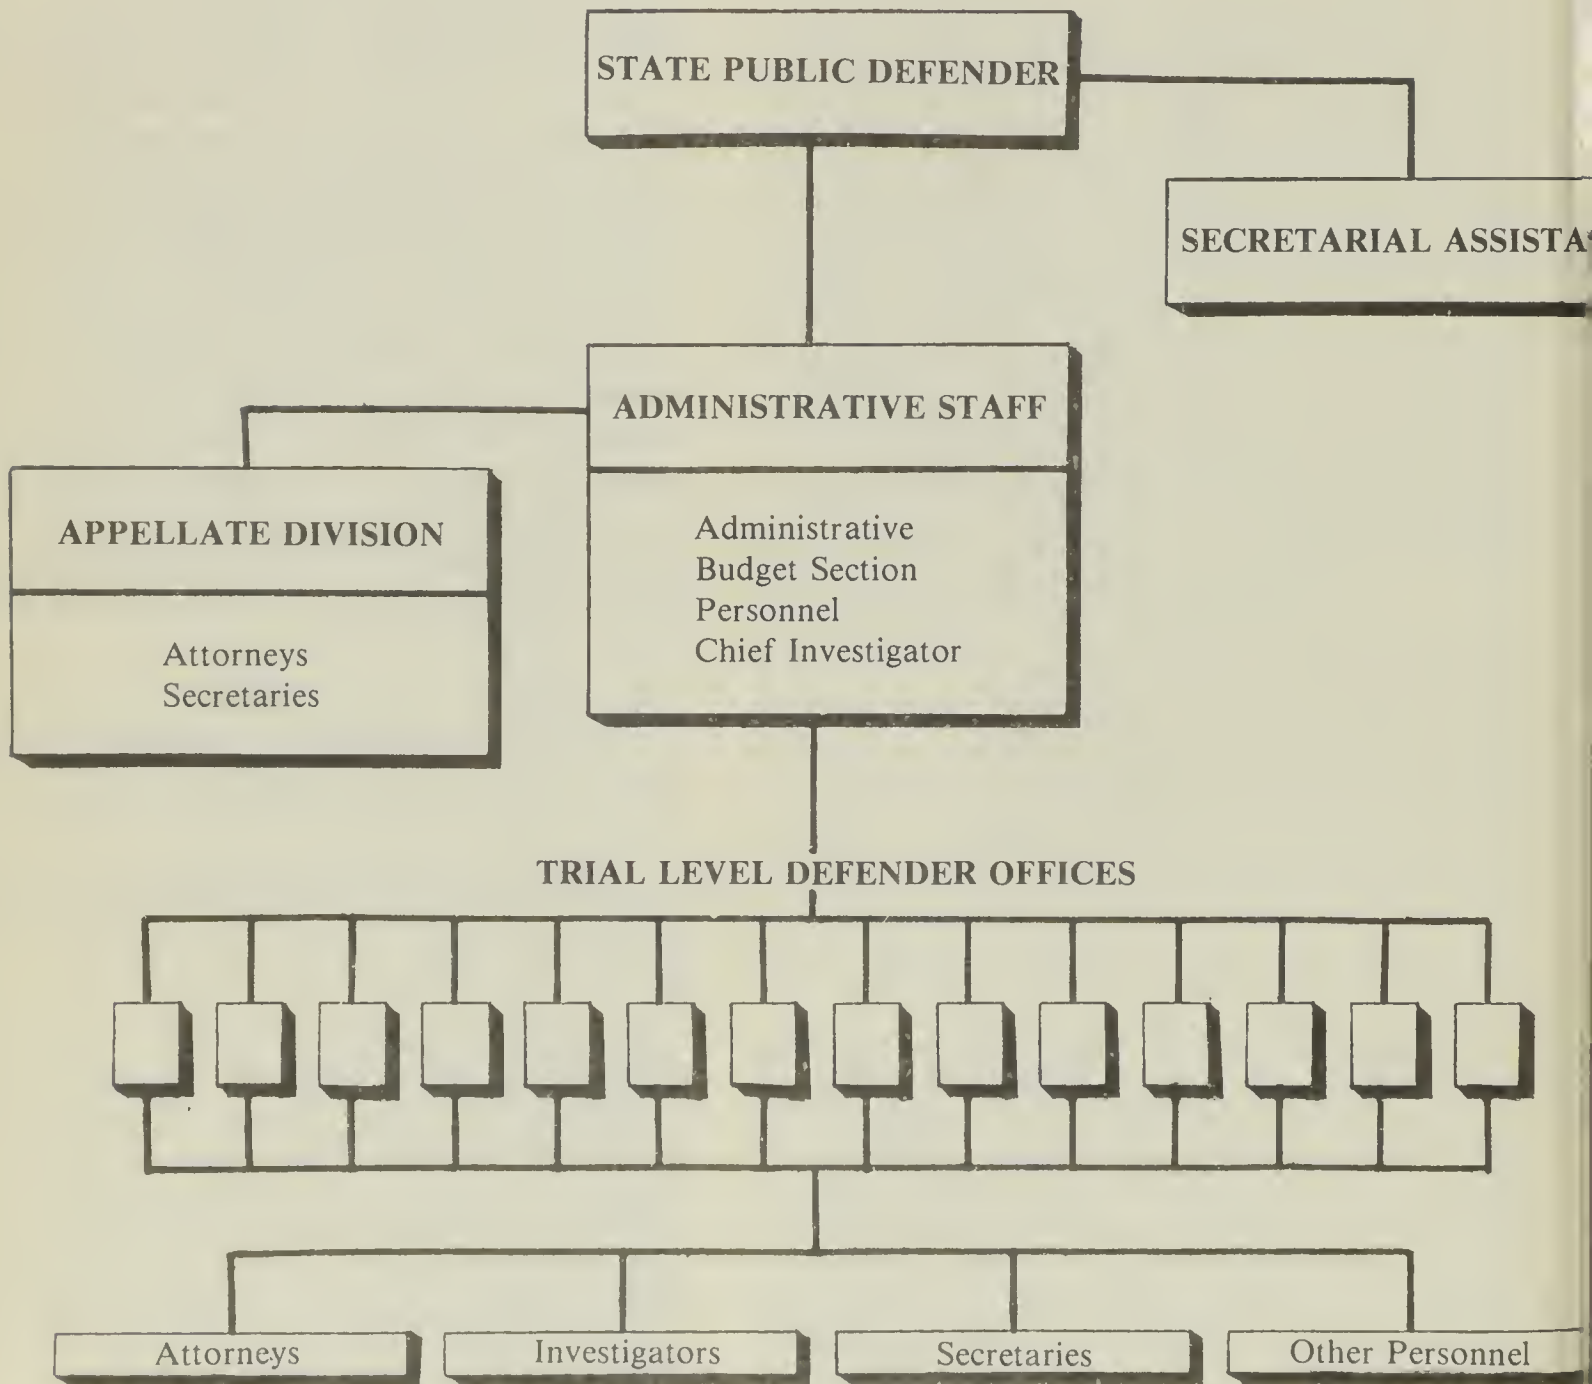 STATE PUBLIC DEFENDER
SECRETARIAL
ADMINISTRATIVE STAFF
Administrative
Budget Section
Personnel
Chief Investigator
APPELLATE DIVISION
Attorneys
Secretaries
TRIAL LEVEL DEFENDER OFFICES
Attorneys
Investigators
Secretaries
Other Personnel